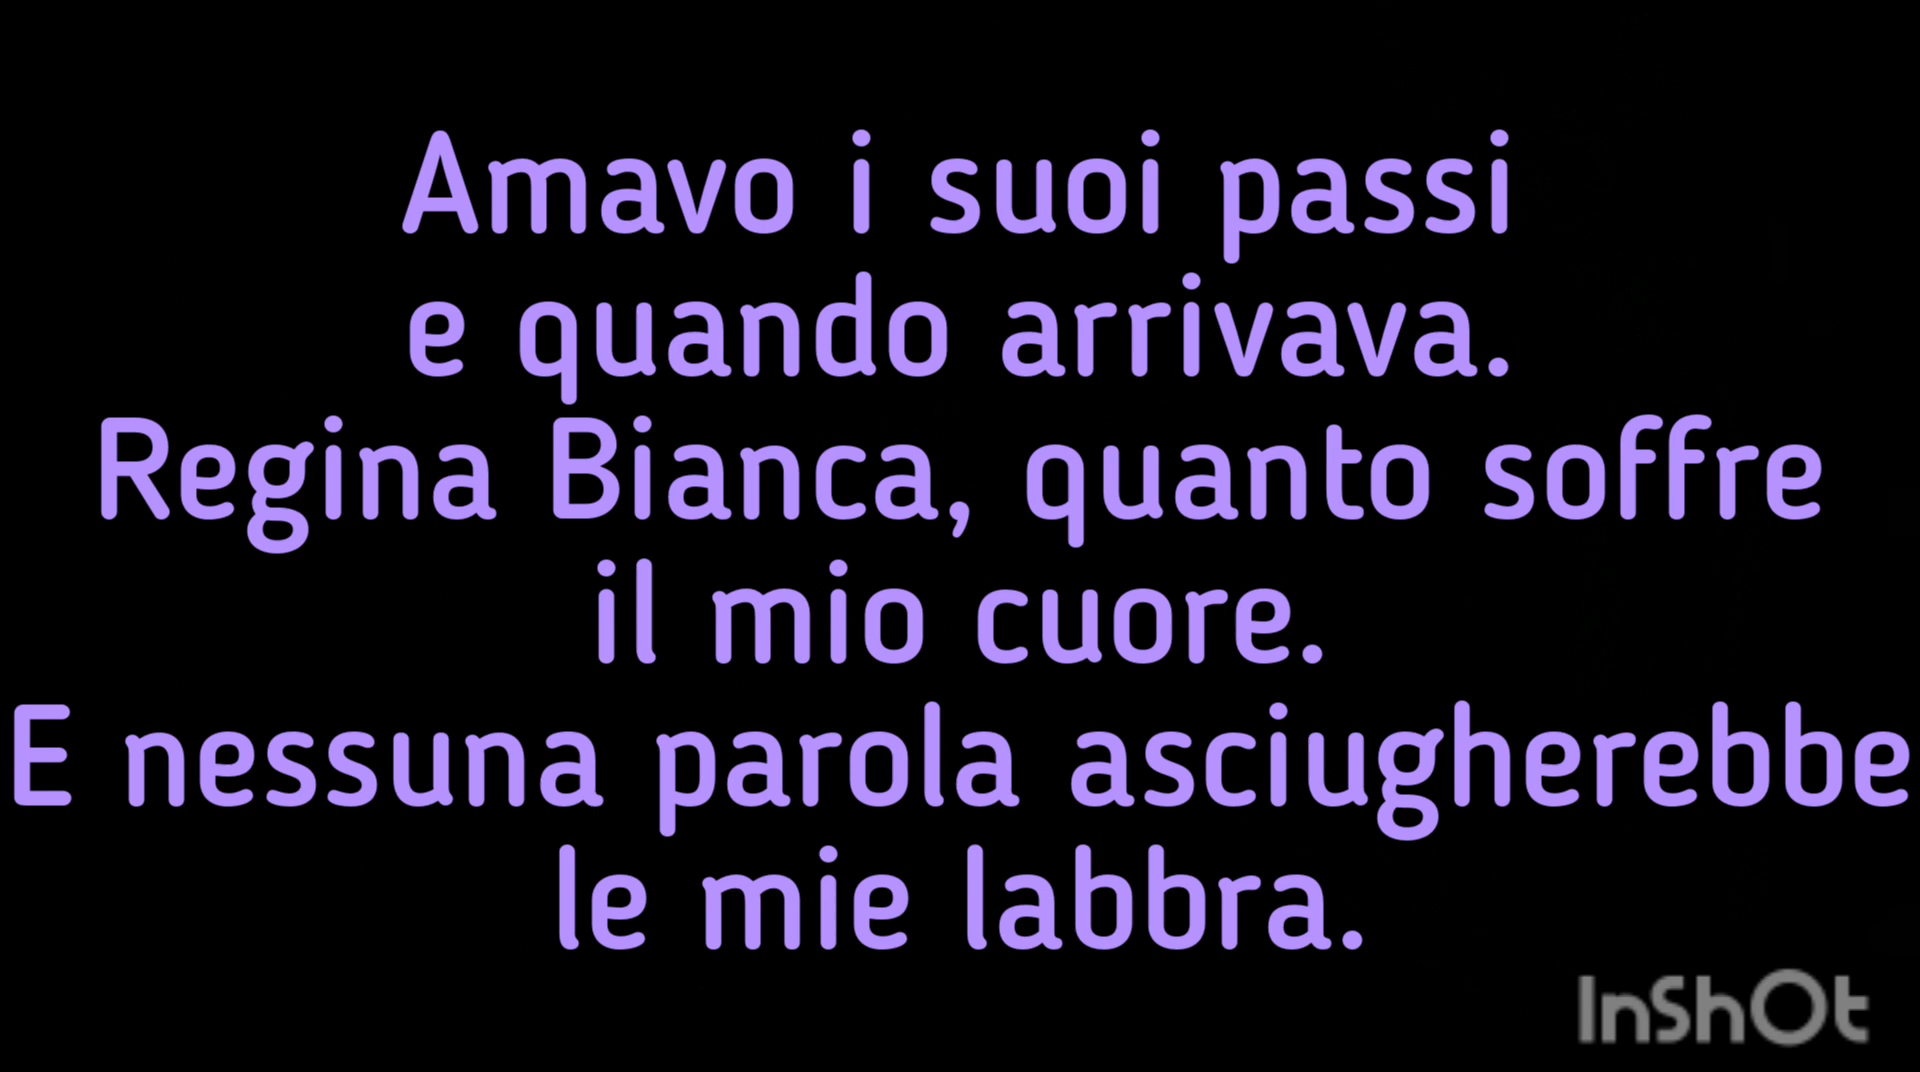 Amavo i suoi passi
e quando arrivava.
Regina Bianca, quanto soffre
il mio cuore.
E nessuna parola asciugherebbe
le mie labbra.
InShOt